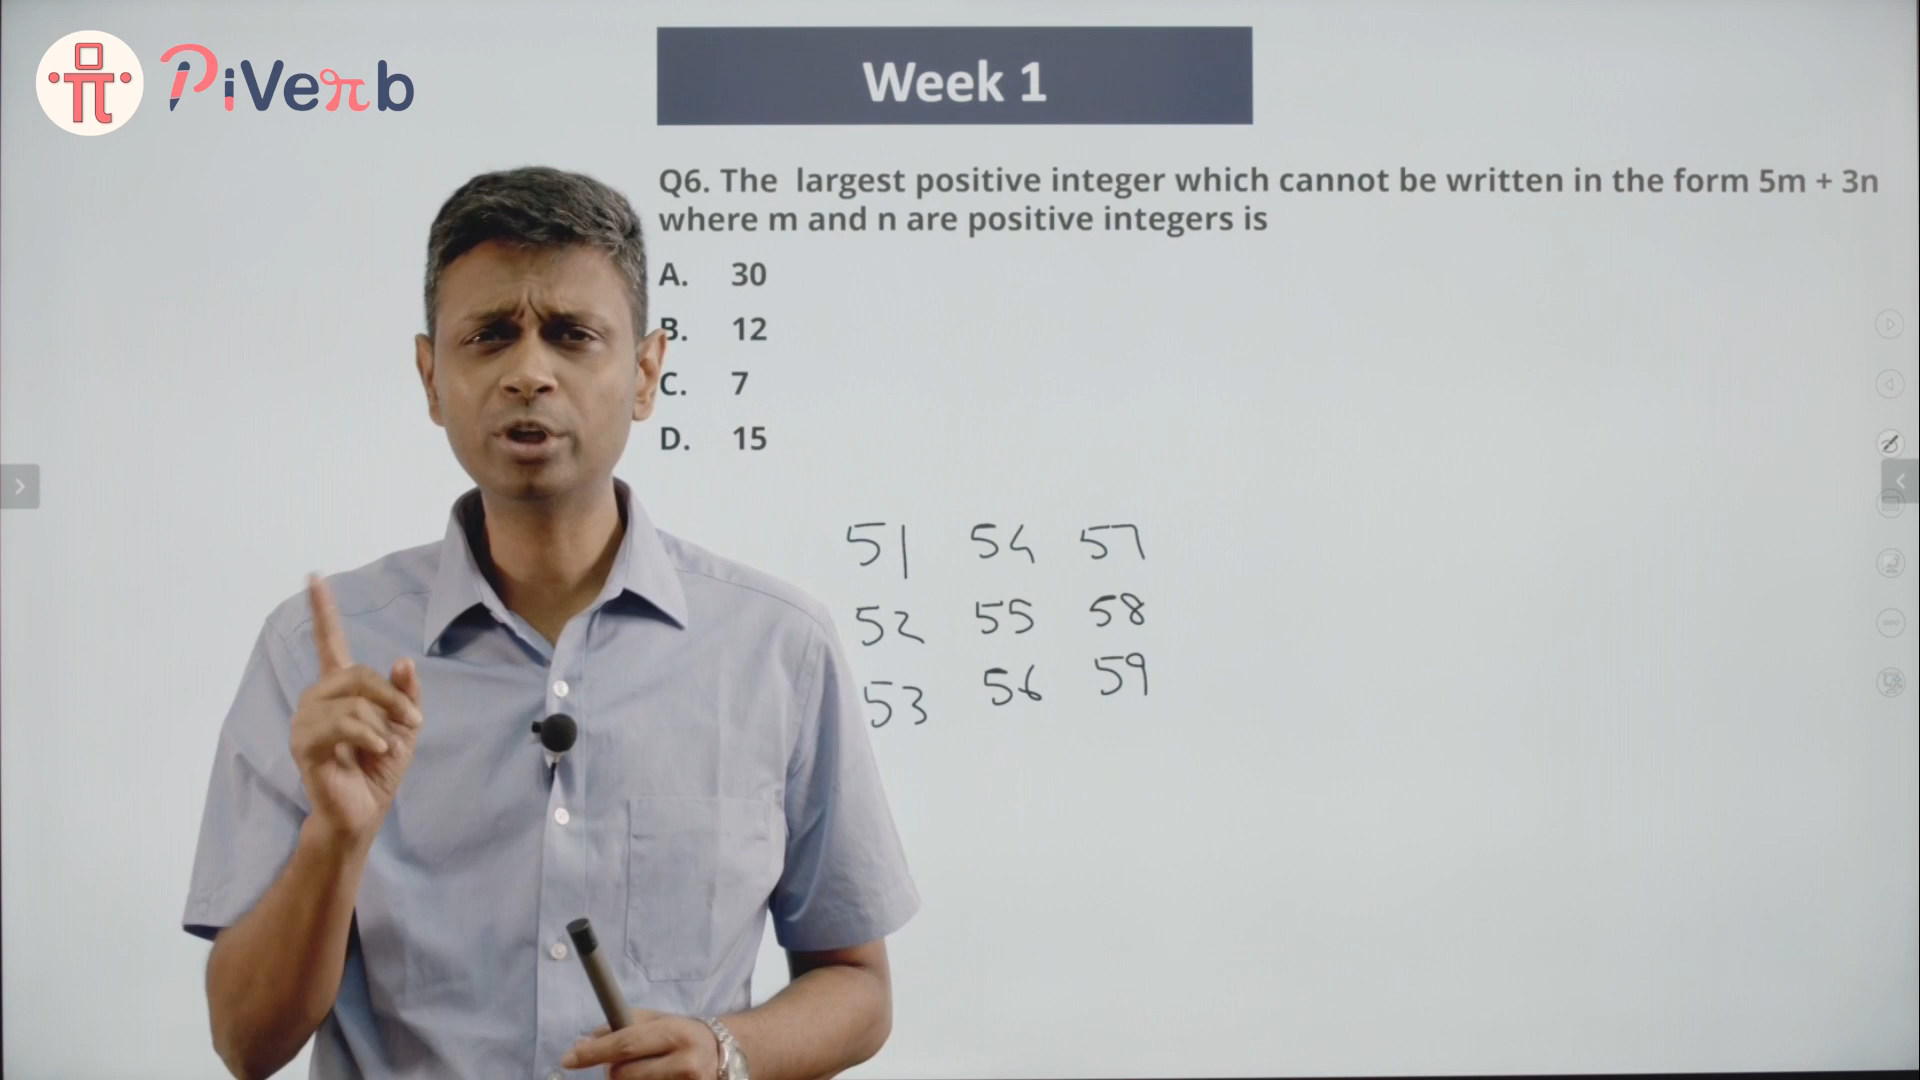 PiVerb
Week 1
Q6. The largest positive integer which cannot be written in the form 5m + 3n
where m and n are positive integers is
A. 30
B. 12
C. 7
D. 15
51 54 57
52 55 58
53 56 59